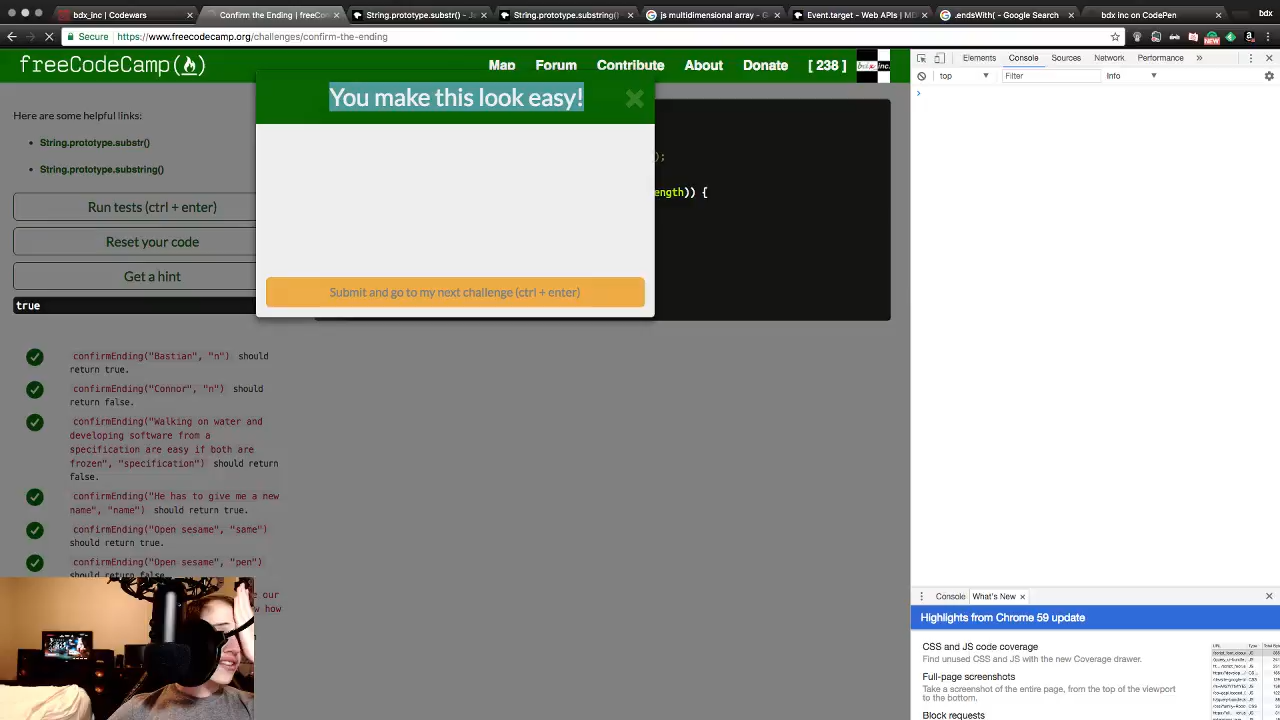 bdx_inc | Codewars
Confirm the Ending | freeC
String.prototype.substr() - J
String.prototype.substring()
js multidimensional array - G
Event.target - Web APIs | M
.endsWith - Google Search
bdx inc on CodePen
bdx
Secure
https://www.freecodecamp.org/challenges/confirm-the-ending
freeCodeCamp
Map
Forum
Contribute
About
Donate
[ 238 ]
Here are some helpful links:
String.prototype.substr()
String.prototype.substring()
Run tests (ctrl + enter)
Reset your code
Get a hint
true
confirmEnding("Bastian", "n") should
return true.
confirmEnding("Connor", "n") should
return false.
confirmEnding("Walking on water and
developing software from a
specification are easy if both are
frozen", "specification") should return
false.
confirmEnding("He has to give me a new
name", "name") should return true.
confirmEnding("Open sesame", "same")
should return true.
confirmEnding("Open sesame", "pen")
should return false.
our
how
You make this look easy!
Submit and go to my next challenge (ctrl + enter)
);
ength)) {
Elements
Console
Sources
Network
Performance
»
top
Filter
Info
Console
What's New
Highlights from Chrome 59 update
CSS and JS code coverage
Find unused CSS and JS with the new Coverage drawer.
Full-page screenshots
Take a screenshot of the entire page, from the top of the viewport
to the bottom.
Block requests